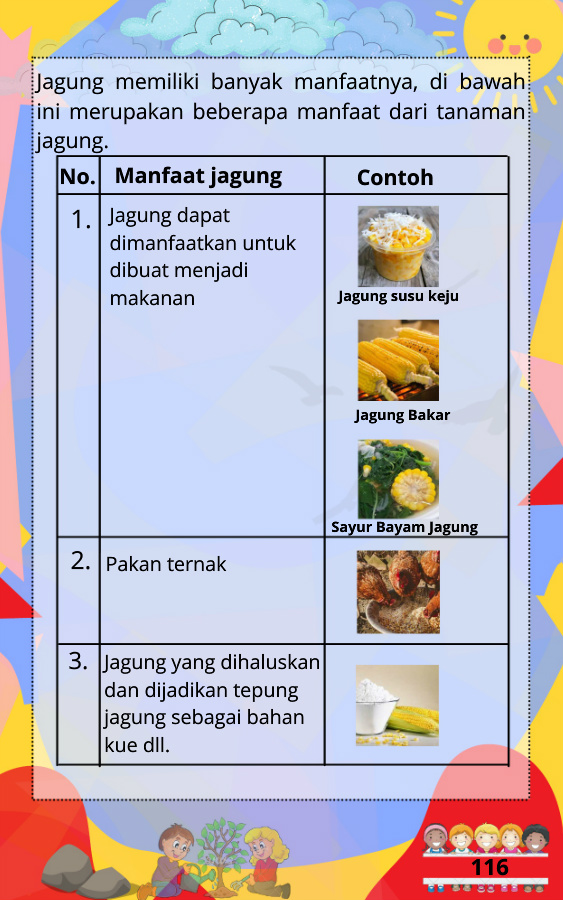 Jagung memiliki banyak manfaatnya, di bawah
ini merupakan beberapa manfaat dari tanaman
jagung.
No. Manfaat jagung Contoh
1. Jagung dapat
dimanfaatkan untuk
dibuat menjadi
makanan
Jagung susu keju
Jagung Bakar
Sayur Bayam Jagung
2. Pakan ternak
3. Jagung yang dihaluskan
dan dijadikan tepung
jagung sebagai bahan
kue dll.
116